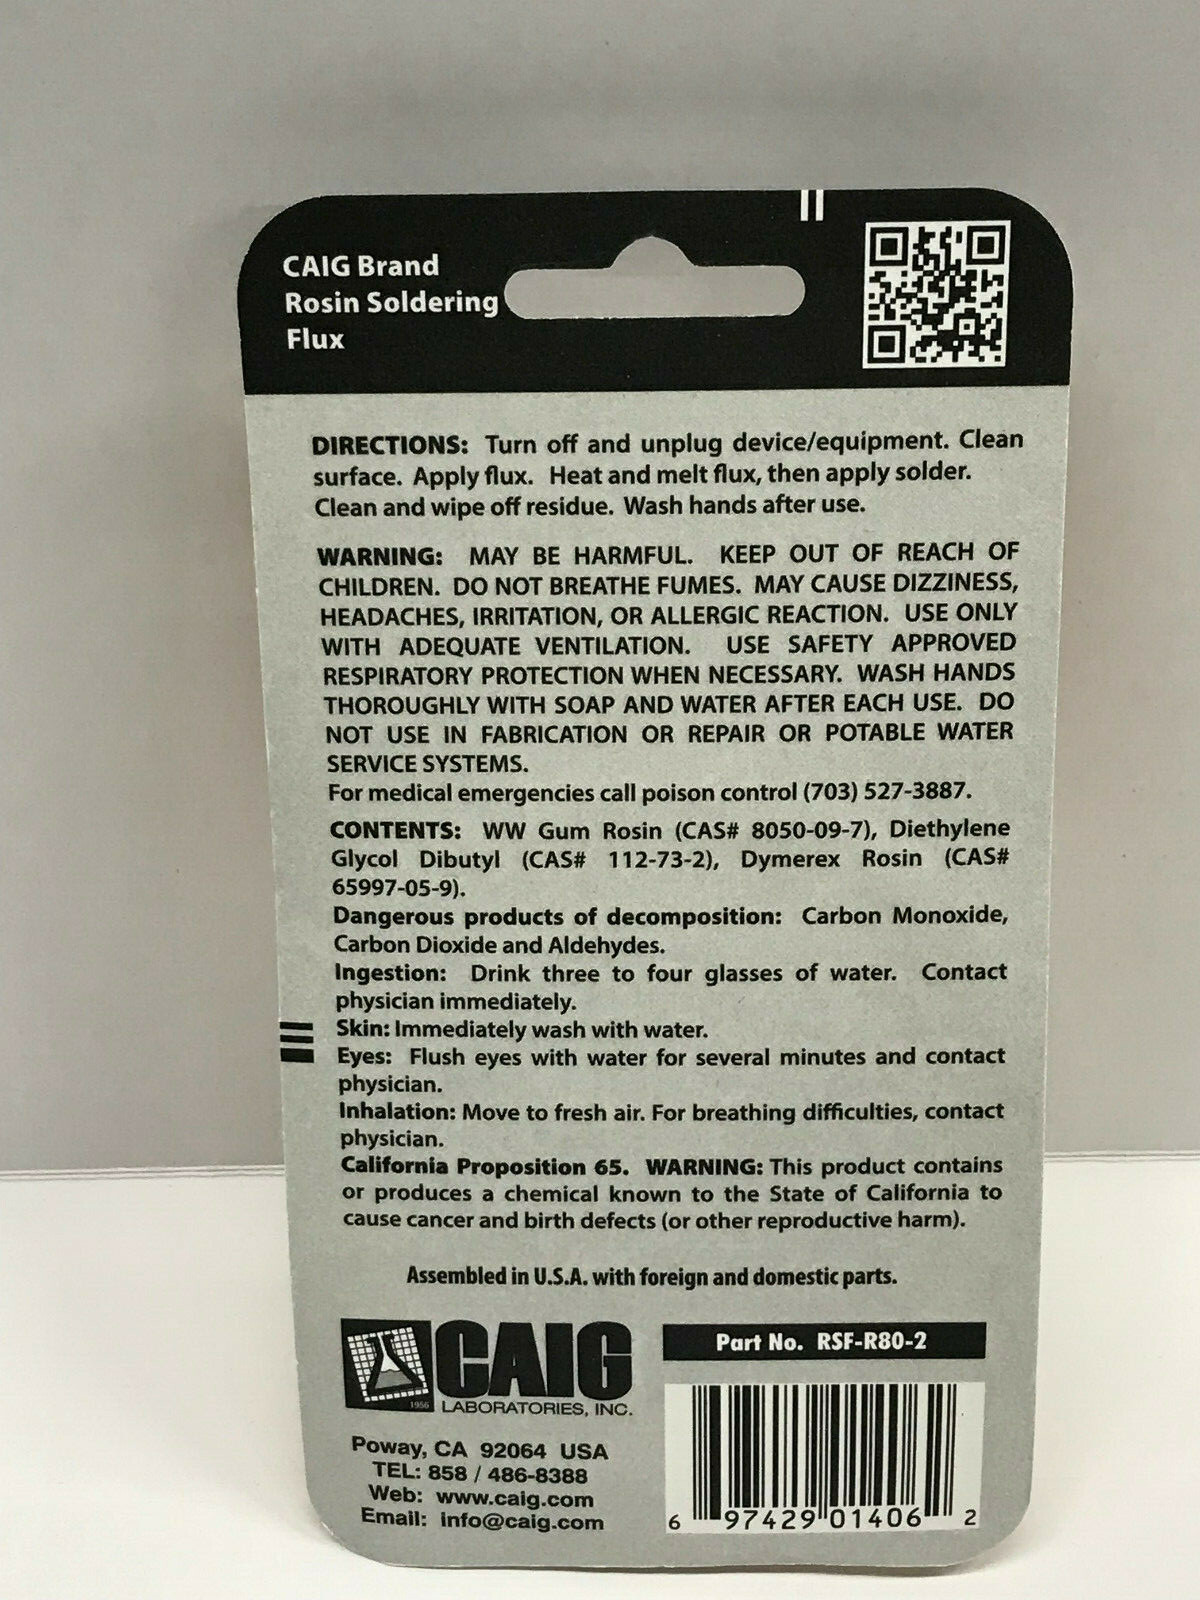 CAIG Brand
Rosin Soldering
Flux
DIRECTIONS: Turn off and unplug device/equipment. Clean
surface. Apply flux. Heat and melt flux, then apply solder.
Clean and wipe off residue. Wash hands after use.
WARNING: MAY BE HARMFUL. KEEP OUT OF REACH OF
CHILDREN. DO NOT BREATHE FUMES. MAY CAUSE DIZZINESS,
HEADACHES, IRRITATION, OR ALLERGIC REACTION. USE ONLY
WITH ADEQUATE VENTILATION. USE SAFETY APPROVED
RESPIRATORY PROTECTION WHEN NECESSARY. WASH HANDS
THOROUGHLY WITH SOAP AND WATER AFTER EACH USE. DO
NOT USE IN FABRICATION OR REPAIR OR POTABLE WATER
SERVICE SYSTEMS.
For medical emergencies call poison control (703) 527-3887.
CONTENTS: WW Gum Rosin (CAS# 8050-09-7), Diethylene
Glycol Dibutyl (CAS# 112-73-2), Dymerex Rosin (CAS#
65997-05-9).
Dangerous products of decomposition: Carbon Monoxide,
Carbon Dioxide and Aldehydes.
Ingestion: Drink three to four glasses of water. Contact
physician immediately.
Skin: Immediately wash with water.
Eyes: Flush eyes with water for several minutes and contact
physician.
Inhalation: Move to fresh air. For breathing difficulties, contact
physician.
California Proposition 65. WARNING: This product contains
or produces a chemical known to the State of California to
cause cancer and birth defects (or other reproductive harm).
Assembled in U.S.A. with foreign and domestic parts.
1956
CAIG
LABORATORIES, INC.
Poway, CA 92064 USA
TEL: 858 / 486-8388
Web: www.caig.com
Email: info@caig.com
Part No. RSF-R80-2
6 97429 01406 2